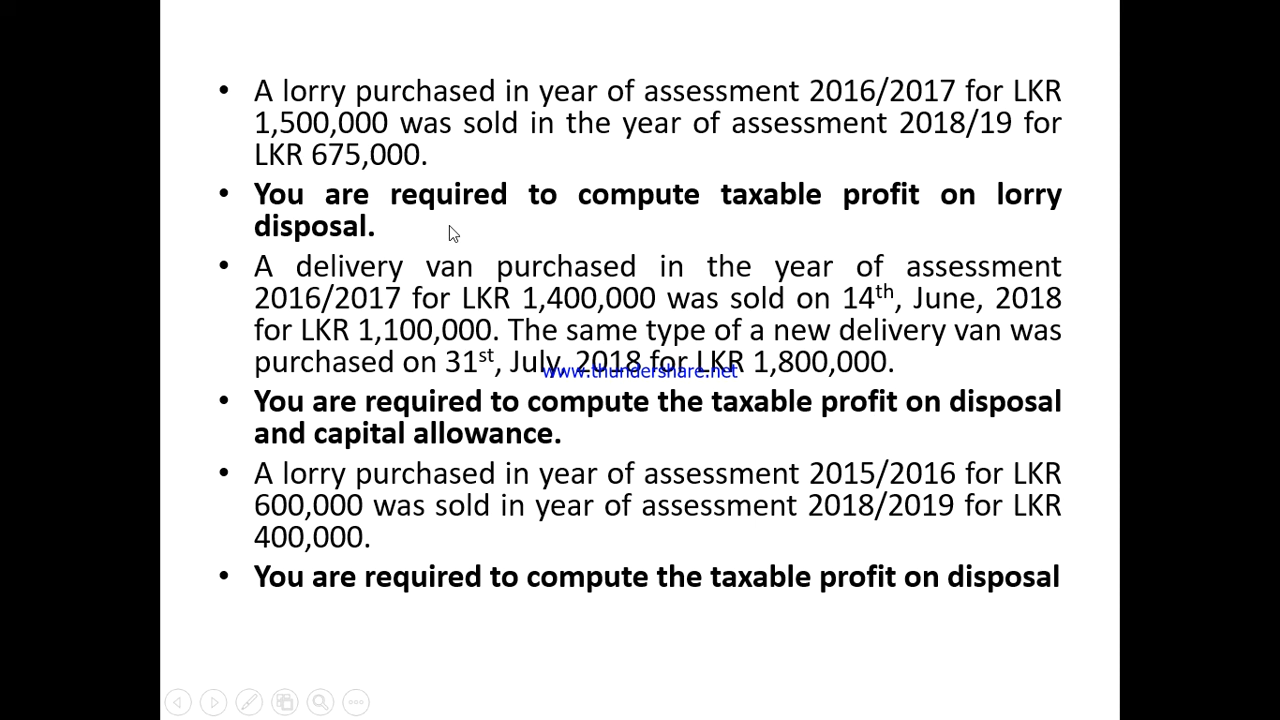 • A lorry purchased in year of assessment 2016/2017 for LKR
1,500,000 was sold in the year of assessment 2018/19 for
LKR 675,000.
• You are required to compute taxable profit on lorry
disposal.
• A delivery van purchased in the year of assessment
2016/2017 for LKR 1,400,000 was sold on 14th, June, 2018
for LKR 1,100,000. The same type of a new delivery van was
purchased on 31st, July, 2018 for LKR 1,800,000.
www.thundershare.net
• You are required to compute the taxable profit on disposal
and capital allowance.
• A lorry purchased in year of assessment 2015/2016 for LKR
600,000 was sold in year of assessment 2018/2019 for LKR
400,000.
• You are required to compute the taxable profit on disposal